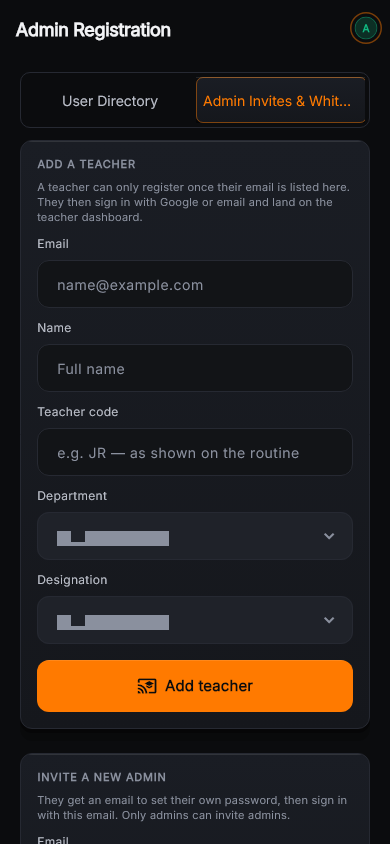 Admin Registration
A
User Directory
Admin Invites & Whit...
ADD A TEACHER
A teacher can only register once their email is listed here.
They then sign in with Google or email and land on the
teacher dashboard.
Email
name@example.com
Name
Full name
Teacher code
e.g. JR — as shown on the routine
Department
Designation
Add teacher
INVITE A NEW ADMIN
They get an email to set their own password, then sign in
with this email. Only admins can invite admins.
Email